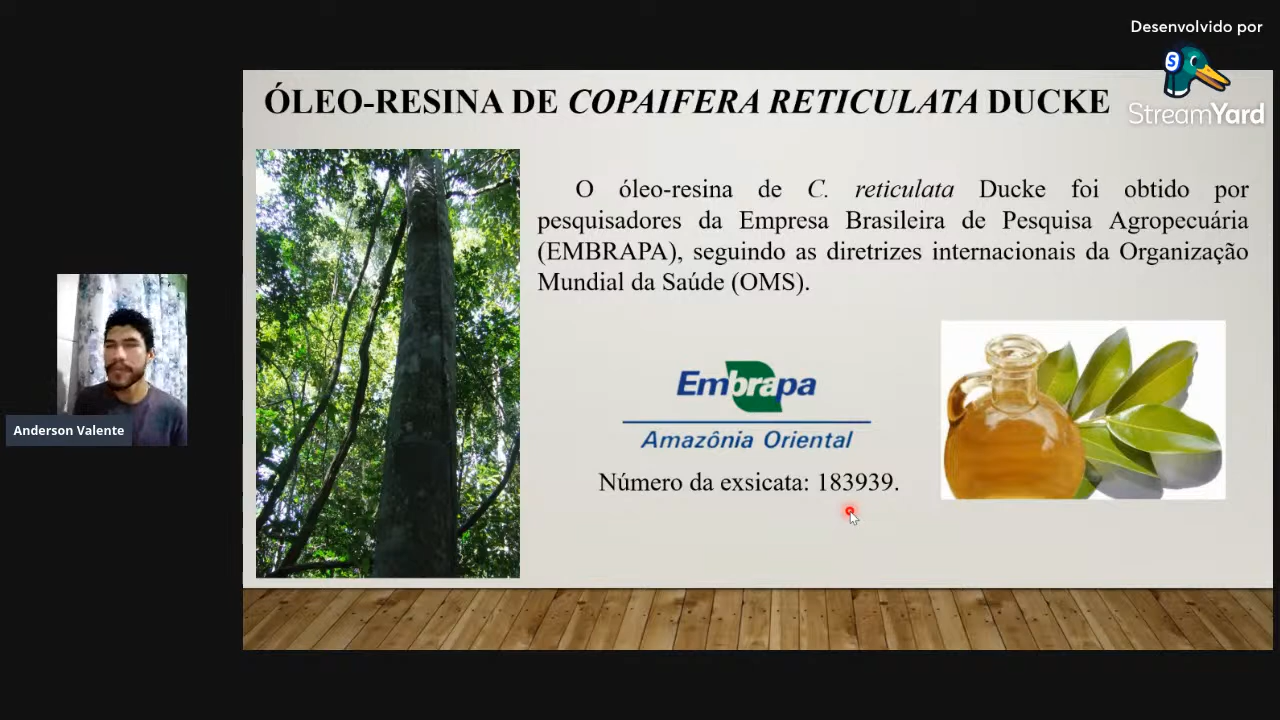 Desenvolvido por
StreamYard
ÓLEO-RESINA DE COPAIFERA RETICULATA DUCKE
O óleo-resina de C. reticulata Ducke foi obtido por
pesquisadores da Empresa Brasileira de Pesquisa Agropecuária
(EMBRAPA), seguindo as diretrizes internacionais da Organização
Mundial da Saúde (OMS).
Embrapa
Amazônia Oriental
Número da exsicata: 183939.
Anderson Valente